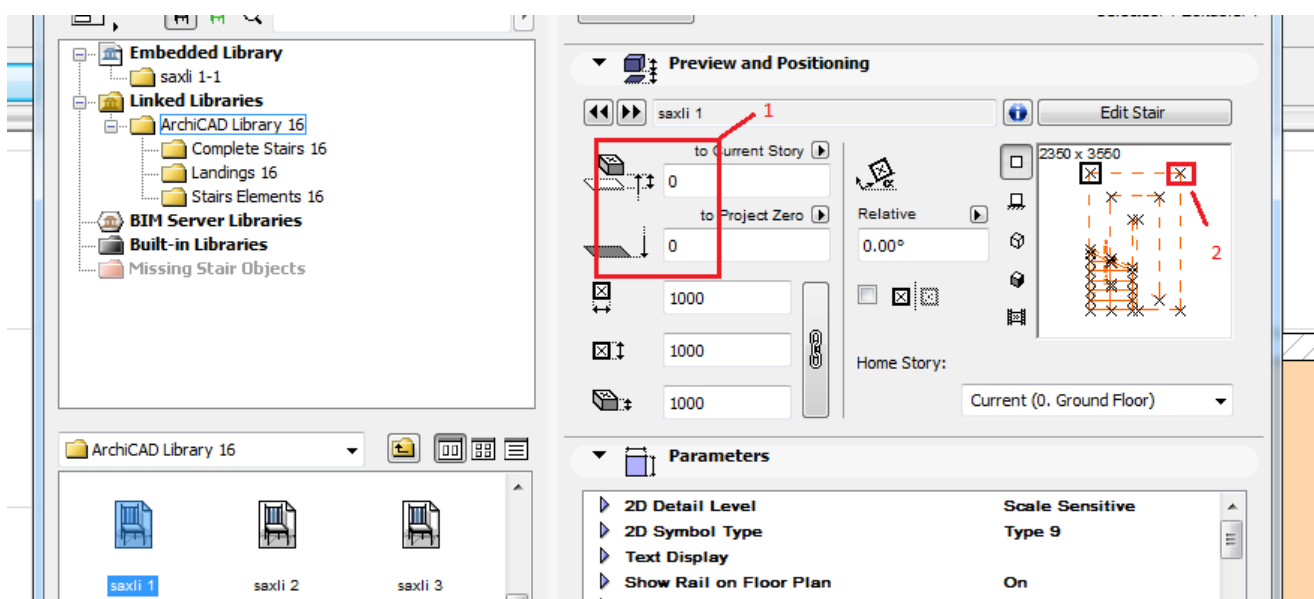 Embedded Library
saxli 1-1
Linked Libraries
ArchiCAD Library 16
Complete Stairs 16
Landings 16
Stairs Elements 16
BIM Server Libraries
Built-in Libraries
Missing Stair Objects
ArchiCAD Library 16
saxli 1
saxli 2
saxli 3
Preview and Positioning
saxli 1
1
Edit Stair
to Current Story
0
to Project Zero
0
1000
1000
1000
α
Relative
0.00°
2350 x 3550
2
Home Story:
Current (0. Ground Floor)
Parameters
2D Detail Level Scale Sensitive
2D Symbol Type Type 9
Text Display
Show Rail on Floor Plan On